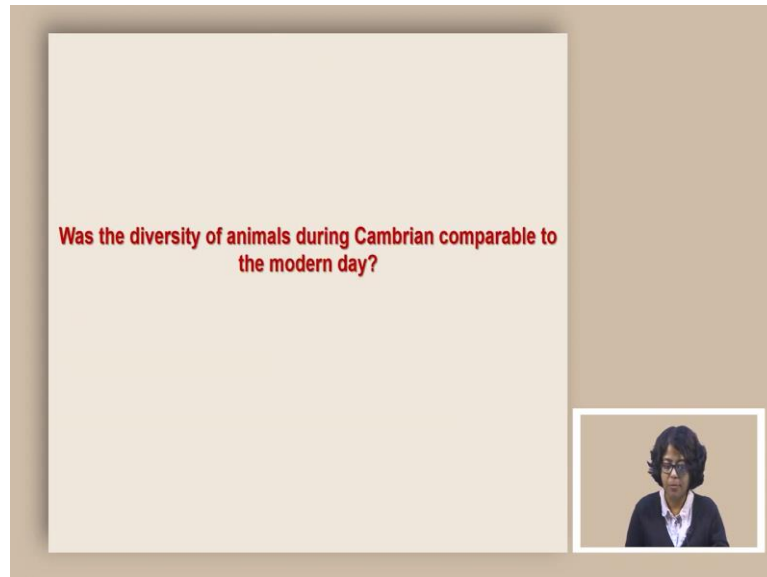 Was the diversity of animals during Cambrian comparable to
the modern day?